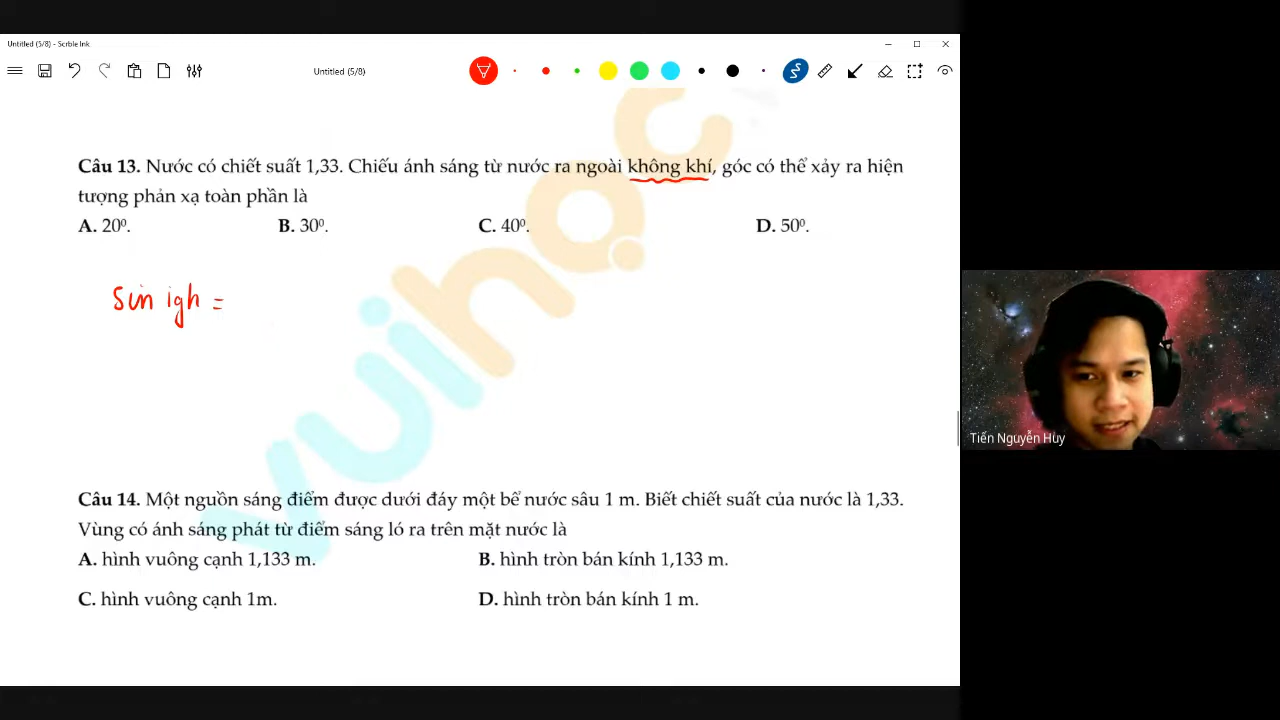 Untitled (5/8) - Scrble Ink
Untitled (5/8)
Câu 13. Nước có chiết suất 1,33. Chiếu ánh sáng từ nước ra ngoài không khí, góc có thể xảy ra hiện
tượng phản xạ toàn phần là
A. 20⁰. B. 30⁰. C. 40⁰. D. 50⁰.
Sin igh =
vuihoc
Câu 14. Một nguồn sáng điểm được dưới đáy một bể nước sâu 1 m. Biết chiết suất của nước là 1,33.
Vùng có ánh sáng phát từ điểm sáng ló ra trên mặt nước là
A. hình vuông cạnh 1,133 m. B. hình tròn bán kính 1,133 m.
C. hình vuông cạnh 1m. D. hình tròn bán kính 1 m.
Tiến Nguyễn Huy